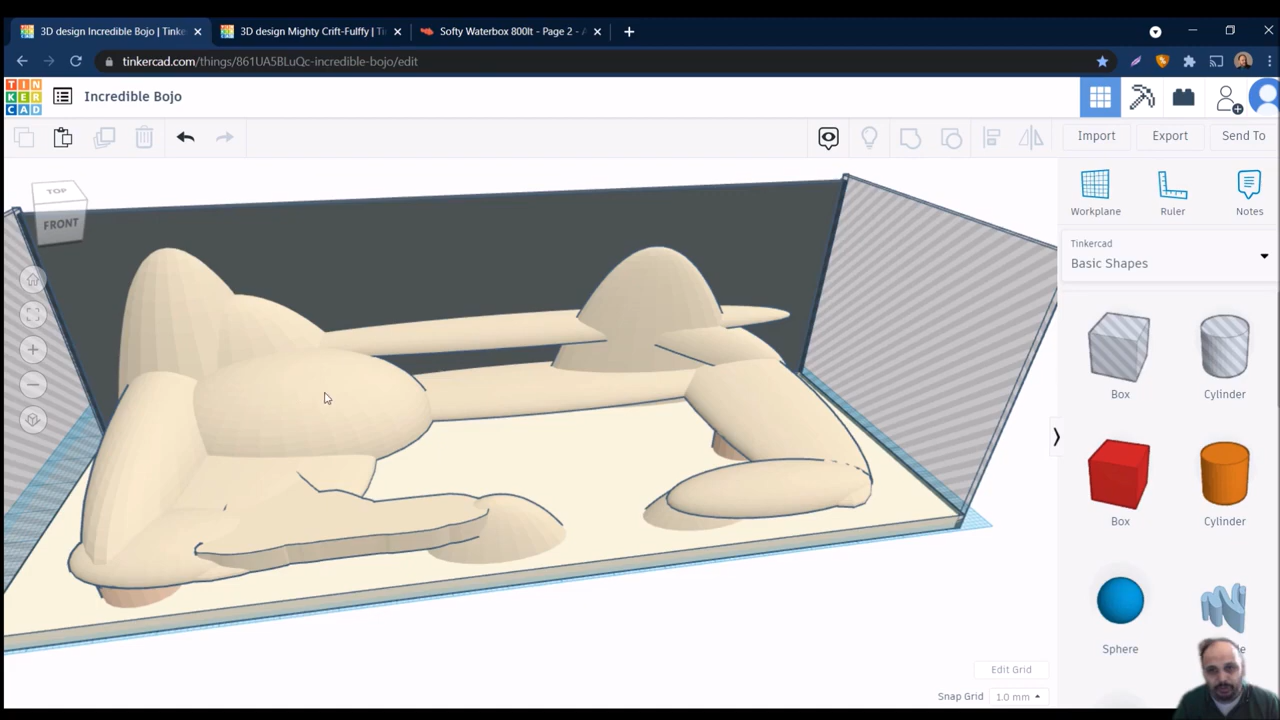 3D design Incredible Bojo | Tinke
3D design Mighty Crift-Fulffy | Ti
Softy Waterbox 800lt - Page 2 - A
tinkercad.com/things/861UA5BLuQc-incredible-bojo/edit
TIN
KER
CAD
Incredible Bojo
Import
Export
Send To
TOP
FRONT
Workplane
Ruler
Notes
Tinkercad
Basic Shapes
Box
Cylinder
Box
Cylinder
Sphere
Edit Grid
Snap Grid
1.0 mm